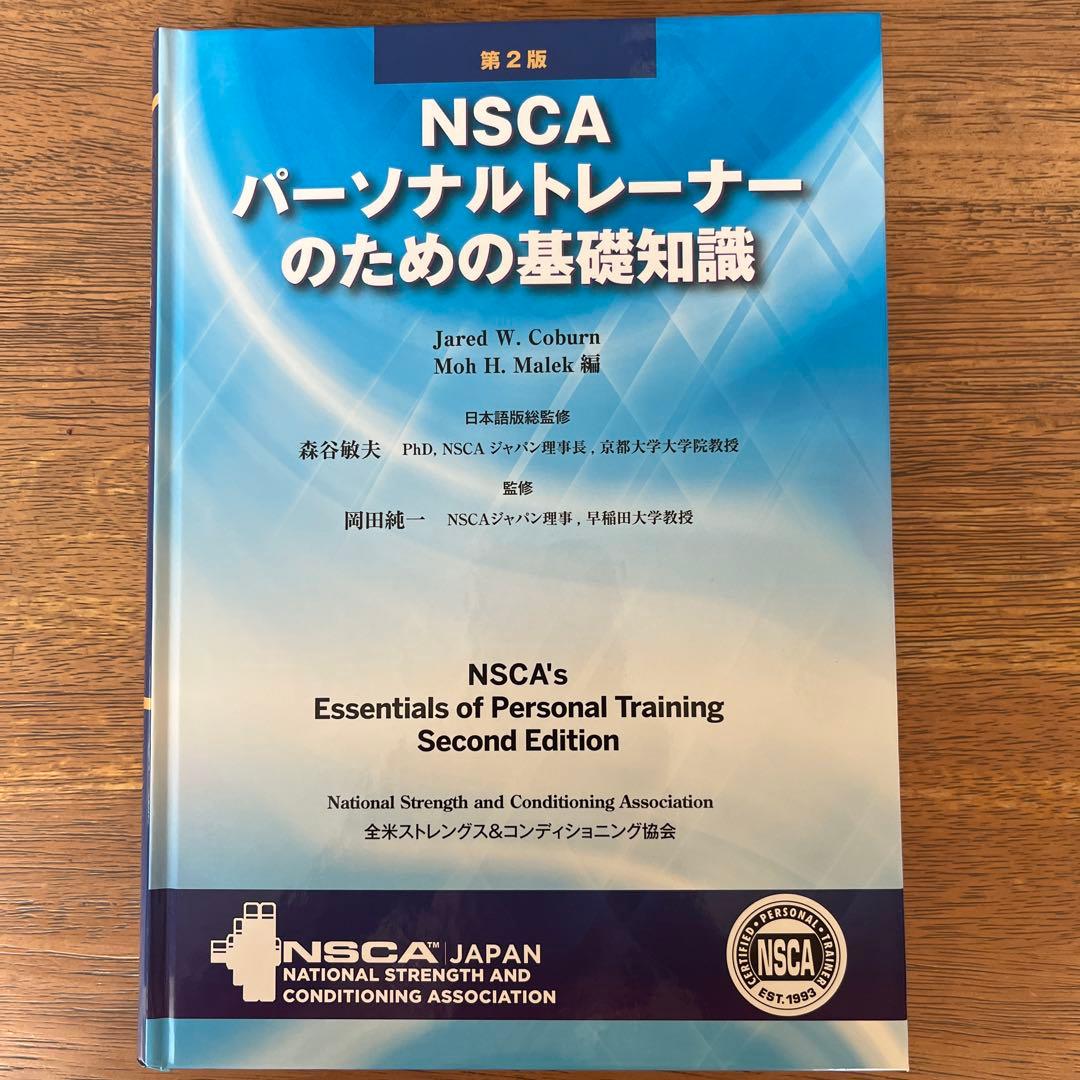 第2版
NSCA
パーソナルトレーナー
のための基礎知識
Jared W. Coburn
Moh H. Malek 編
日本語版総監修
森谷敏夫 PhD, NSCA ジャパン理事長, 京都大学大学院教授
監修
岡田純一 NSCAジャパン理事, 早稲田大学教授
NSCA's
Essentials of Personal Training
Second Edition
National Strength and Conditioning Association
全米ストレングス&コンディショニング協会
NSCA™ JAPAN
NATIONAL STRENGTH AND
CONDITIONING ASSOCIATION
CERTIFIED • PERSONAL • TRAINER
NSCA
EST. 1993